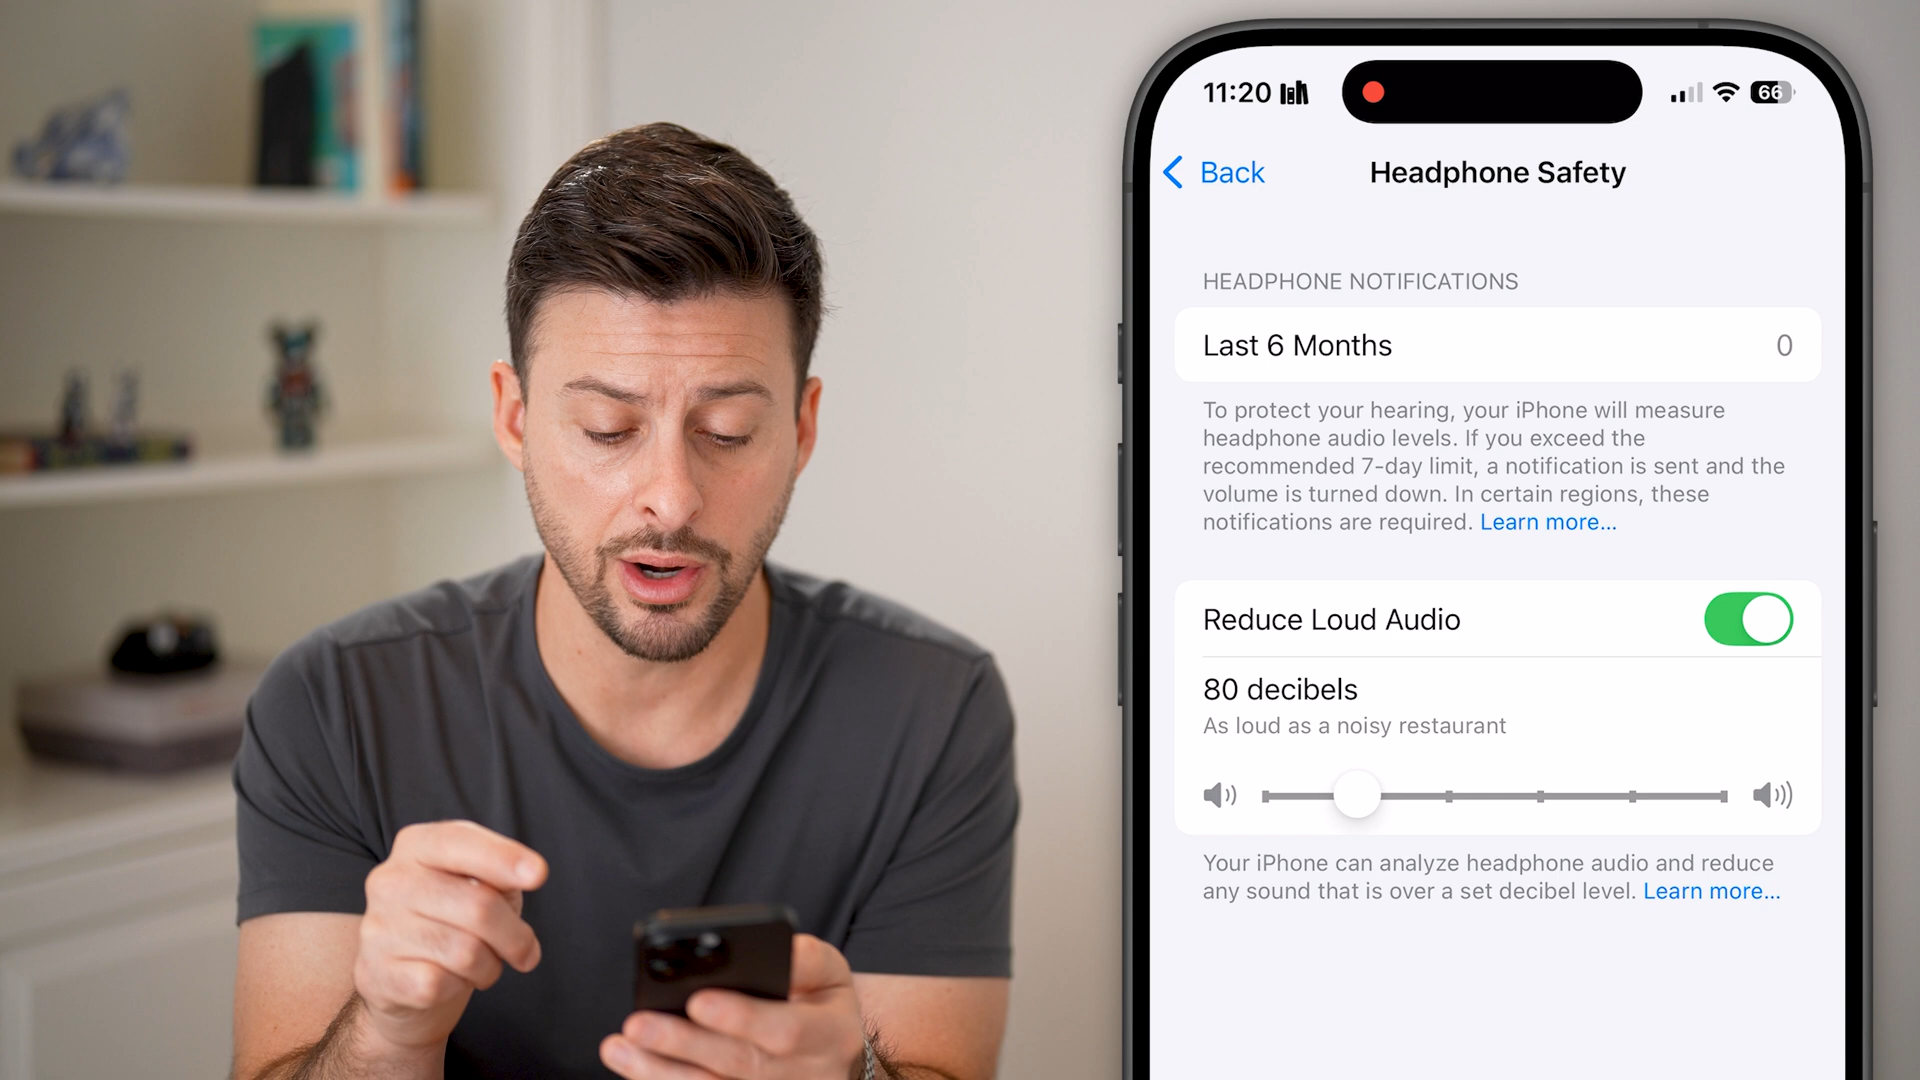 11:20
66
Back
Headphone Safety
HEADPHONE NOTIFICATIONS
Last 6 Months 0
To protect your hearing, your iPhone will measure
headphone audio levels. If you exceed the
recommended 7-day limit, a notification is sent and the
volume is turned down. In certain regions, these
notifications are required. Learn more...
Reduce Loud Audio
80 decibels
As loud as a noisy restaurant
Your iPhone can analyze headphone audio and reduce
any sound that is over a set decibel level. Learn more...